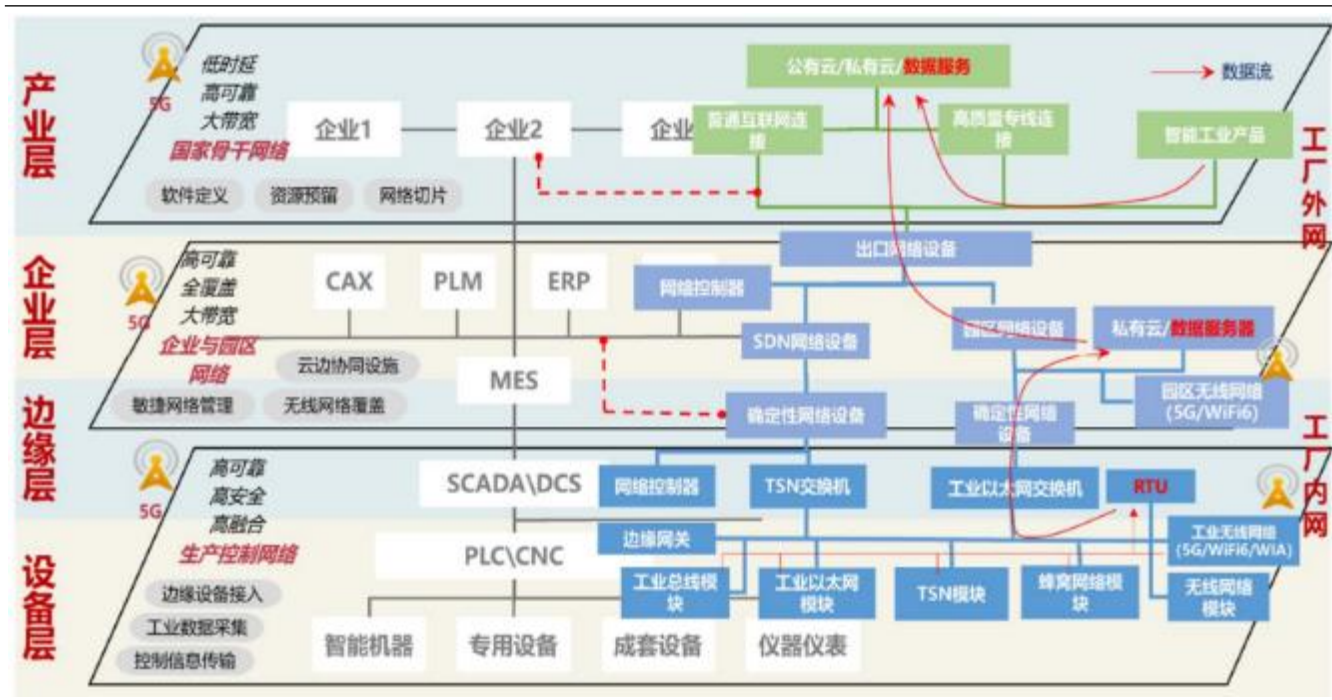 产业层
5G
低时延
高可靠
大带宽
国家骨干网络
软件定义
资源预留
网络切片
企业1
企业2
企业
公有云/私有云/数据服务
普通互联网连
接
高质量专线连
接
智能工业产品
数据流
工厂外网
企业层
5G
高可靠
全覆盖
大带宽
企业与园区
网络
云边协同设施
敏捷网络管理
无线网络覆盖
CAX
PLM
ERP
MES
出口网络设备
网络控制器
SDN网络设备
园区网络设备
私有云/数据服务器
园区无线网络
(5G/WiFi6)
确定性网络设备
确定性网络
设备
边缘层
5G
高可靠
高安全
高融合
生产控制网络
SCADA\DCS
网络控制器
TSN交换机
工业以太网交换机
RTU
工厂内网
设备层
边缘设备接入
工业数据采集
控制信息传输
PLC\CNC
边缘网关
工业无线网络
(5G/WiFi6/WIA)
工业总线模
块
工业以太网
模块
TSN模块
蜂窝网络模
块
无线网络
模块
智能机器
专用设备
成套设备
仪器仪表